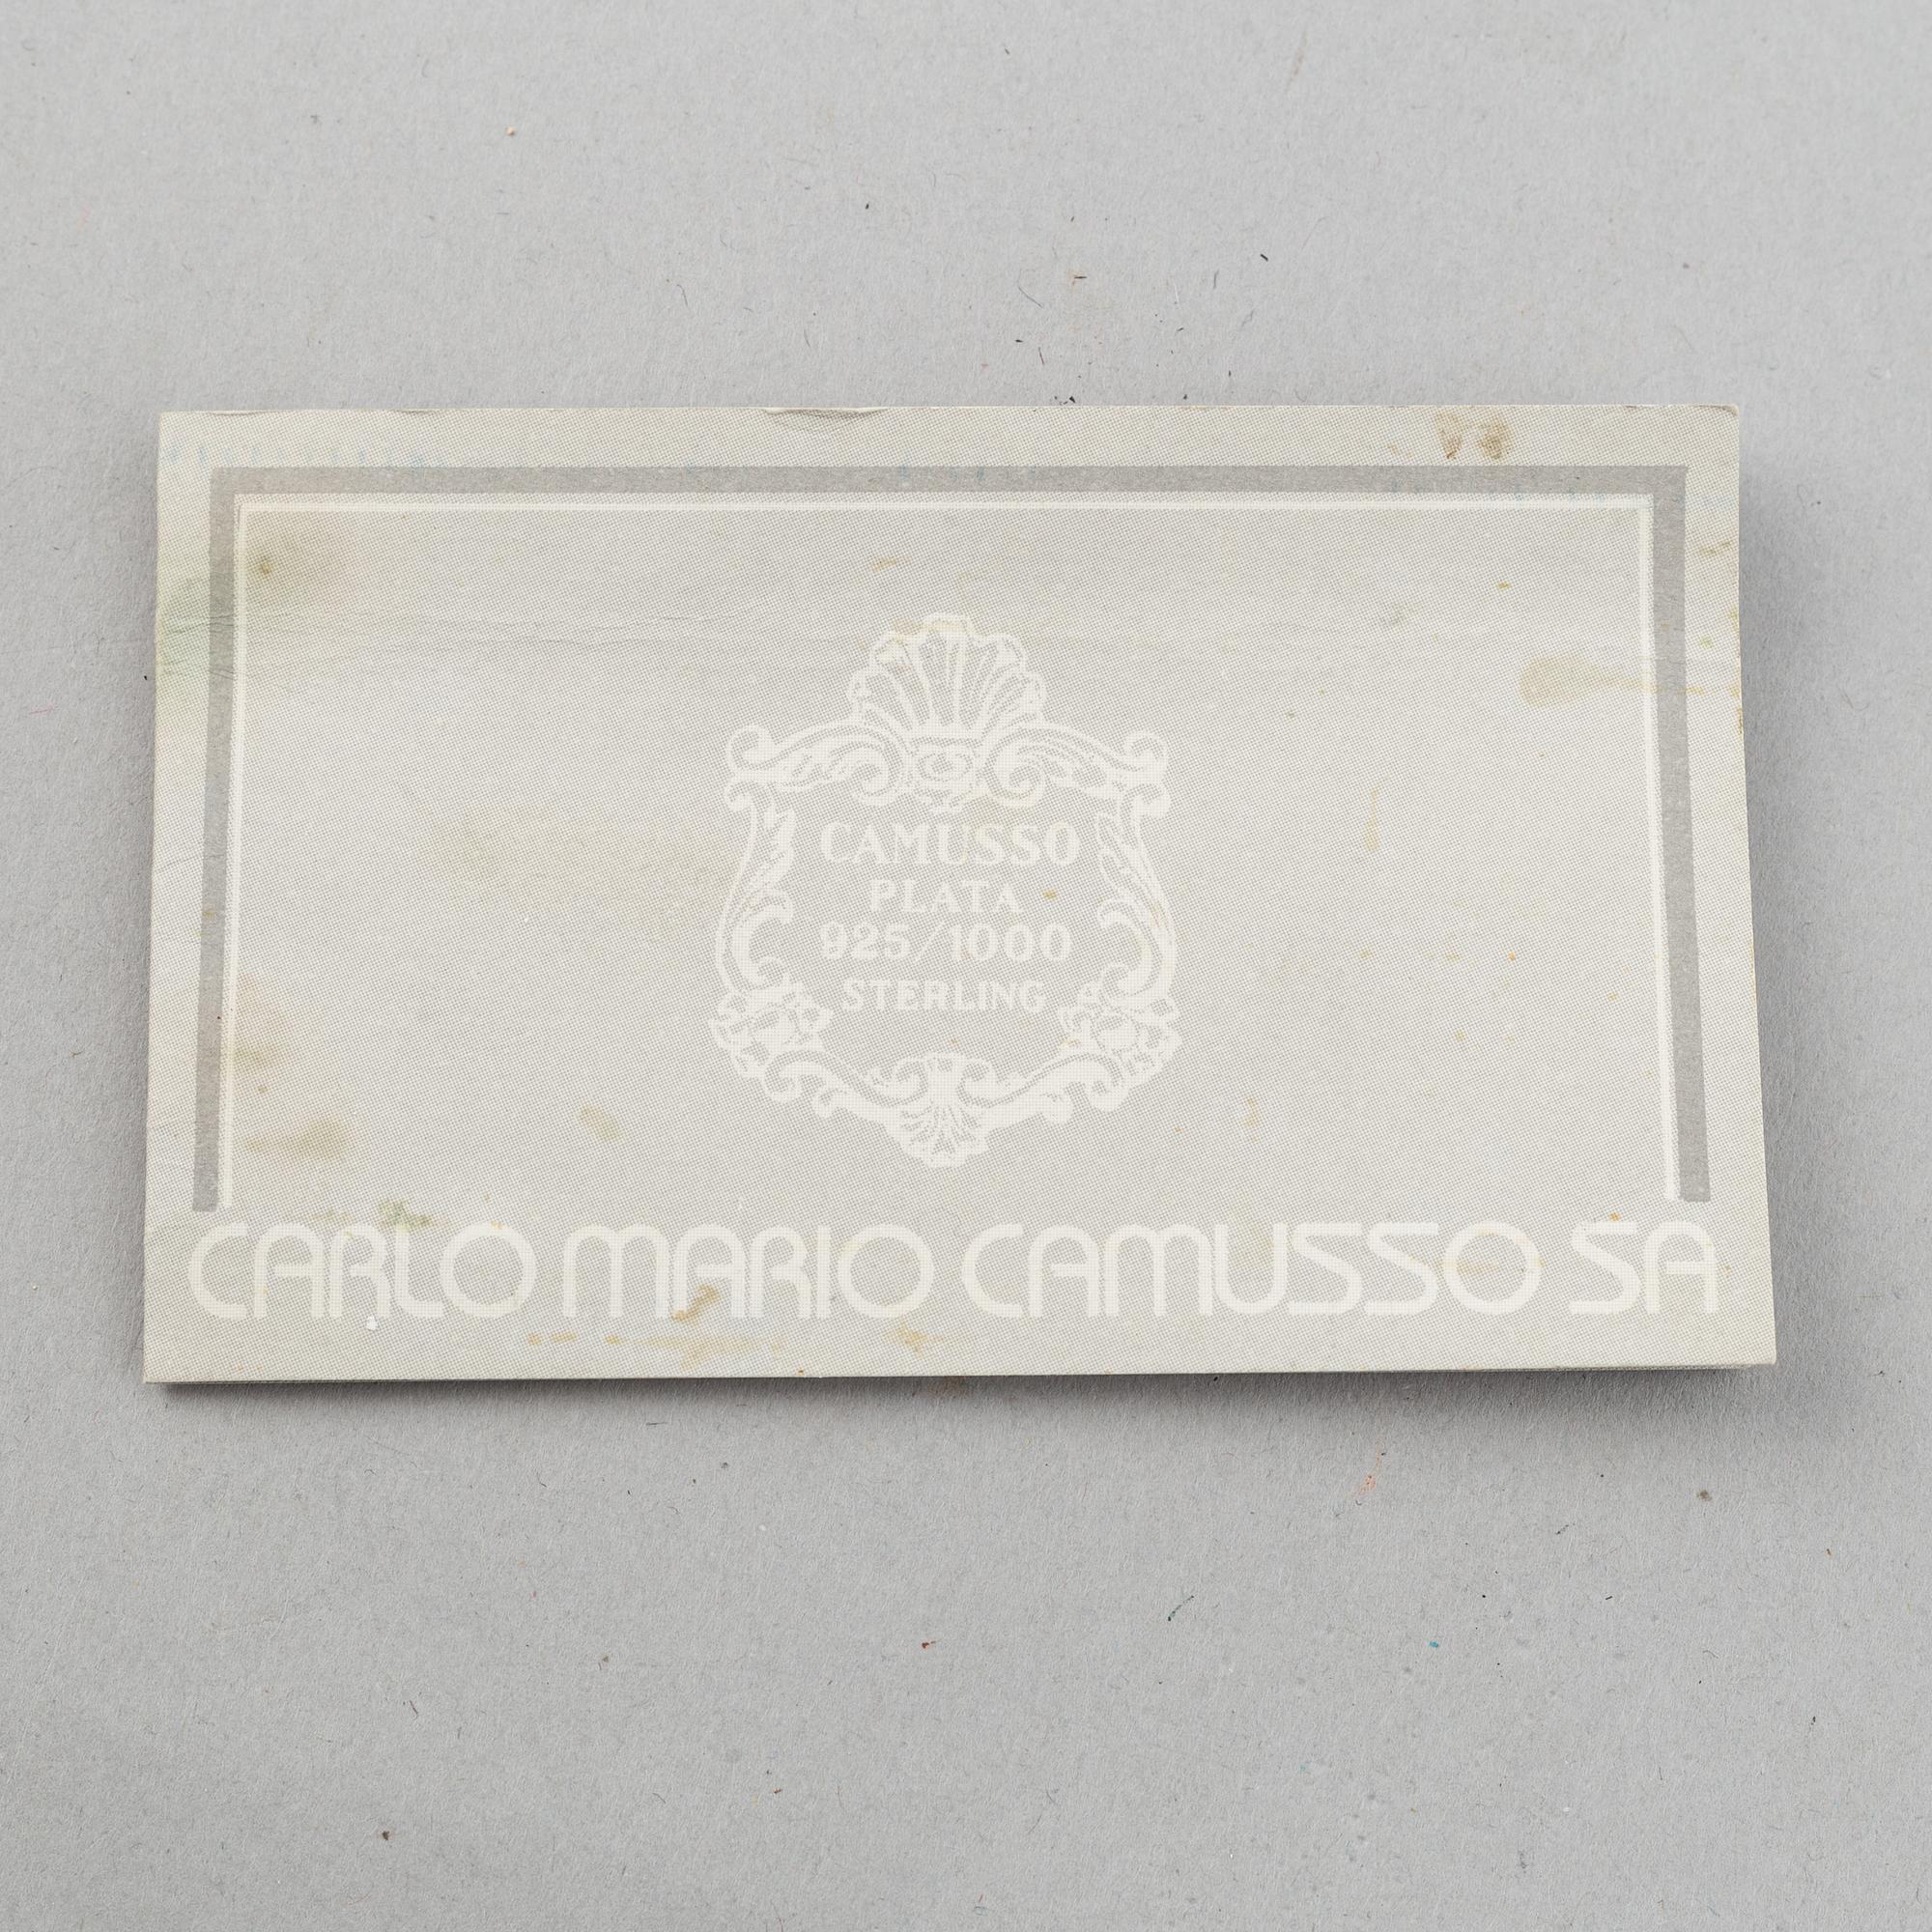 CAMUSSO
PLATA
925/1000
STERLING
CARLO MARIO CAMUSSO SA